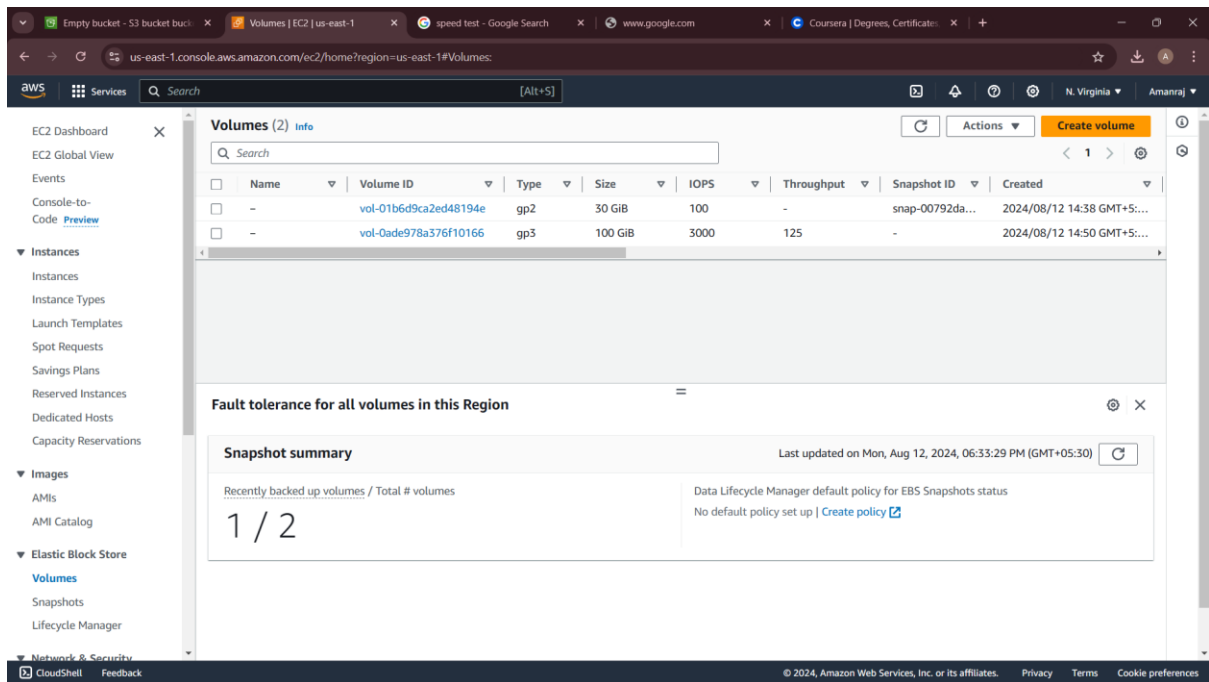 Empty bucket - S3 bucket buck
Volumes | EC2 | us-east-1
speed test - Google Search
www.google.com
Coursera | Degrees, Certificates
us-east-1.console.aws.amazon.com/ec2/home?region=us-east-1#Volumes:
A
aws Services Search [Alt+S] N. Virginia Amanraj
EC2 Dashboard
EC2 Global View
Events
Console-to-
Code Preview
Instances
Instances
Instance Types
Launch Templates
Spot Requests
Savings Plans
Reserved Instances
Dedicated Hosts
Capacity Reservations
Images
AMIs
AMI Catalog
Elastic Block Store
Volumes
Snapshots
Lifecycle Manager
Network & Security
Volumes (2) Info
Actions Create volume
Search
1
Name Volume ID Type Size IOPS Throughput Snapshot ID Created
– vol-01b6d9ca2ed48194e gp2 30 GiB 100 - snap-00792da... 2024/08/12 14:38 GMT+5:...
– vol-0ade978a376f10166 gp3 100 GiB 3000 125 - 2024/08/12 14:50 GMT+5:...
Fault tolerance for all volumes in this Region
Snapshot summary
Last updated on Mon, Aug 12, 2024, 06:33:29 PM (GMT+05:30)
Recently backed up volumes / Total # volumes
1 / 2
Data Lifecycle Manager default policy for EBS Snapshots status
No default policy set up | Create policy
CloudShell Feedback © 2024, Amazon Web Services, Inc. or its affiliates. Privacy Terms Cookie preferences